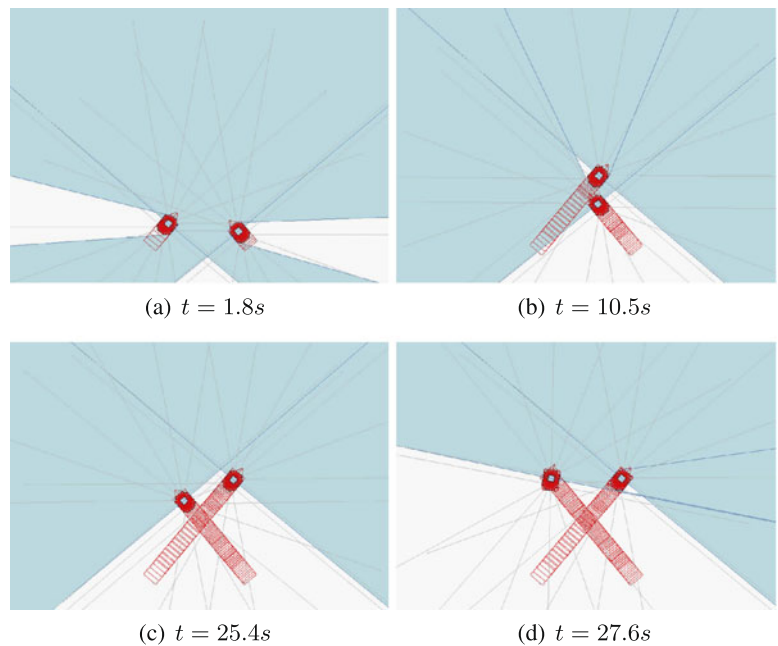 (a) t = 1.8s
(b) t = 10.5s
(c) t = 25.4s
(d) t = 27.6s